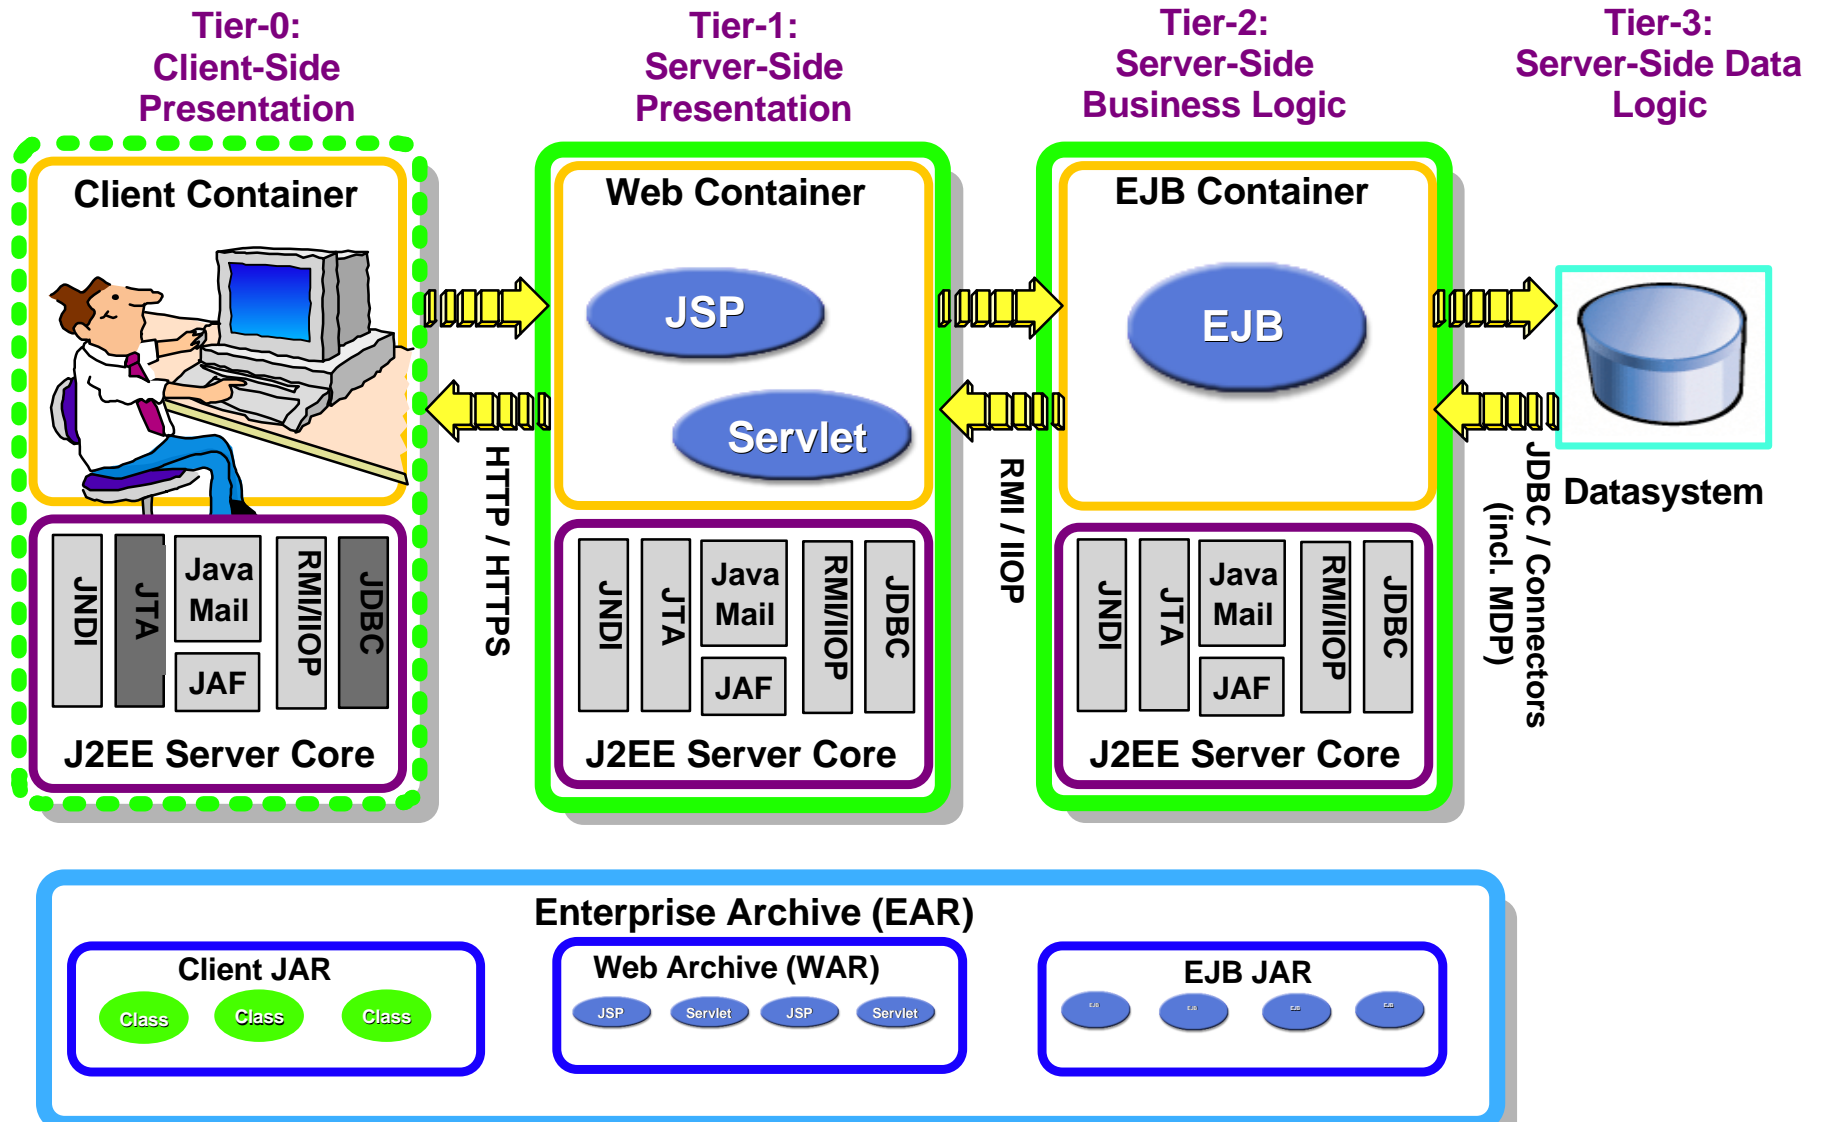 Tier-0:
Client-Side
Presentation
Tier-1:
Server-Side
Presentation
Tier-2:
Server-Side
Business Logic
Tier-3:
Server-Side Data
Logic
Client Container
Web Container
JSP
Servlet
EJB Container
EJB
HTTP / HTTPS
RMI / IIOP
JDBC / Connectors
(incl. MDP)
Datasystem
JNDI
JTA
Java
Mail
JAF
RMI/IIOP
JDBC
J2EE Server Core
JNDI
JTA
Java
Mail
JAF
RMI/IIOP
JDBC
J2EE Server Core
JNDI
JTA
Java
Mail
JAF
RMI/IIOP
JDBC
J2EE Server Core
Enterprise Archive (EAR)
Client JAR
Class
Class
Class
Web Archive (WAR)
JSP
Servlet
JSP
Servlet
EJB JAR
EJB
EJB
EJB
EJB